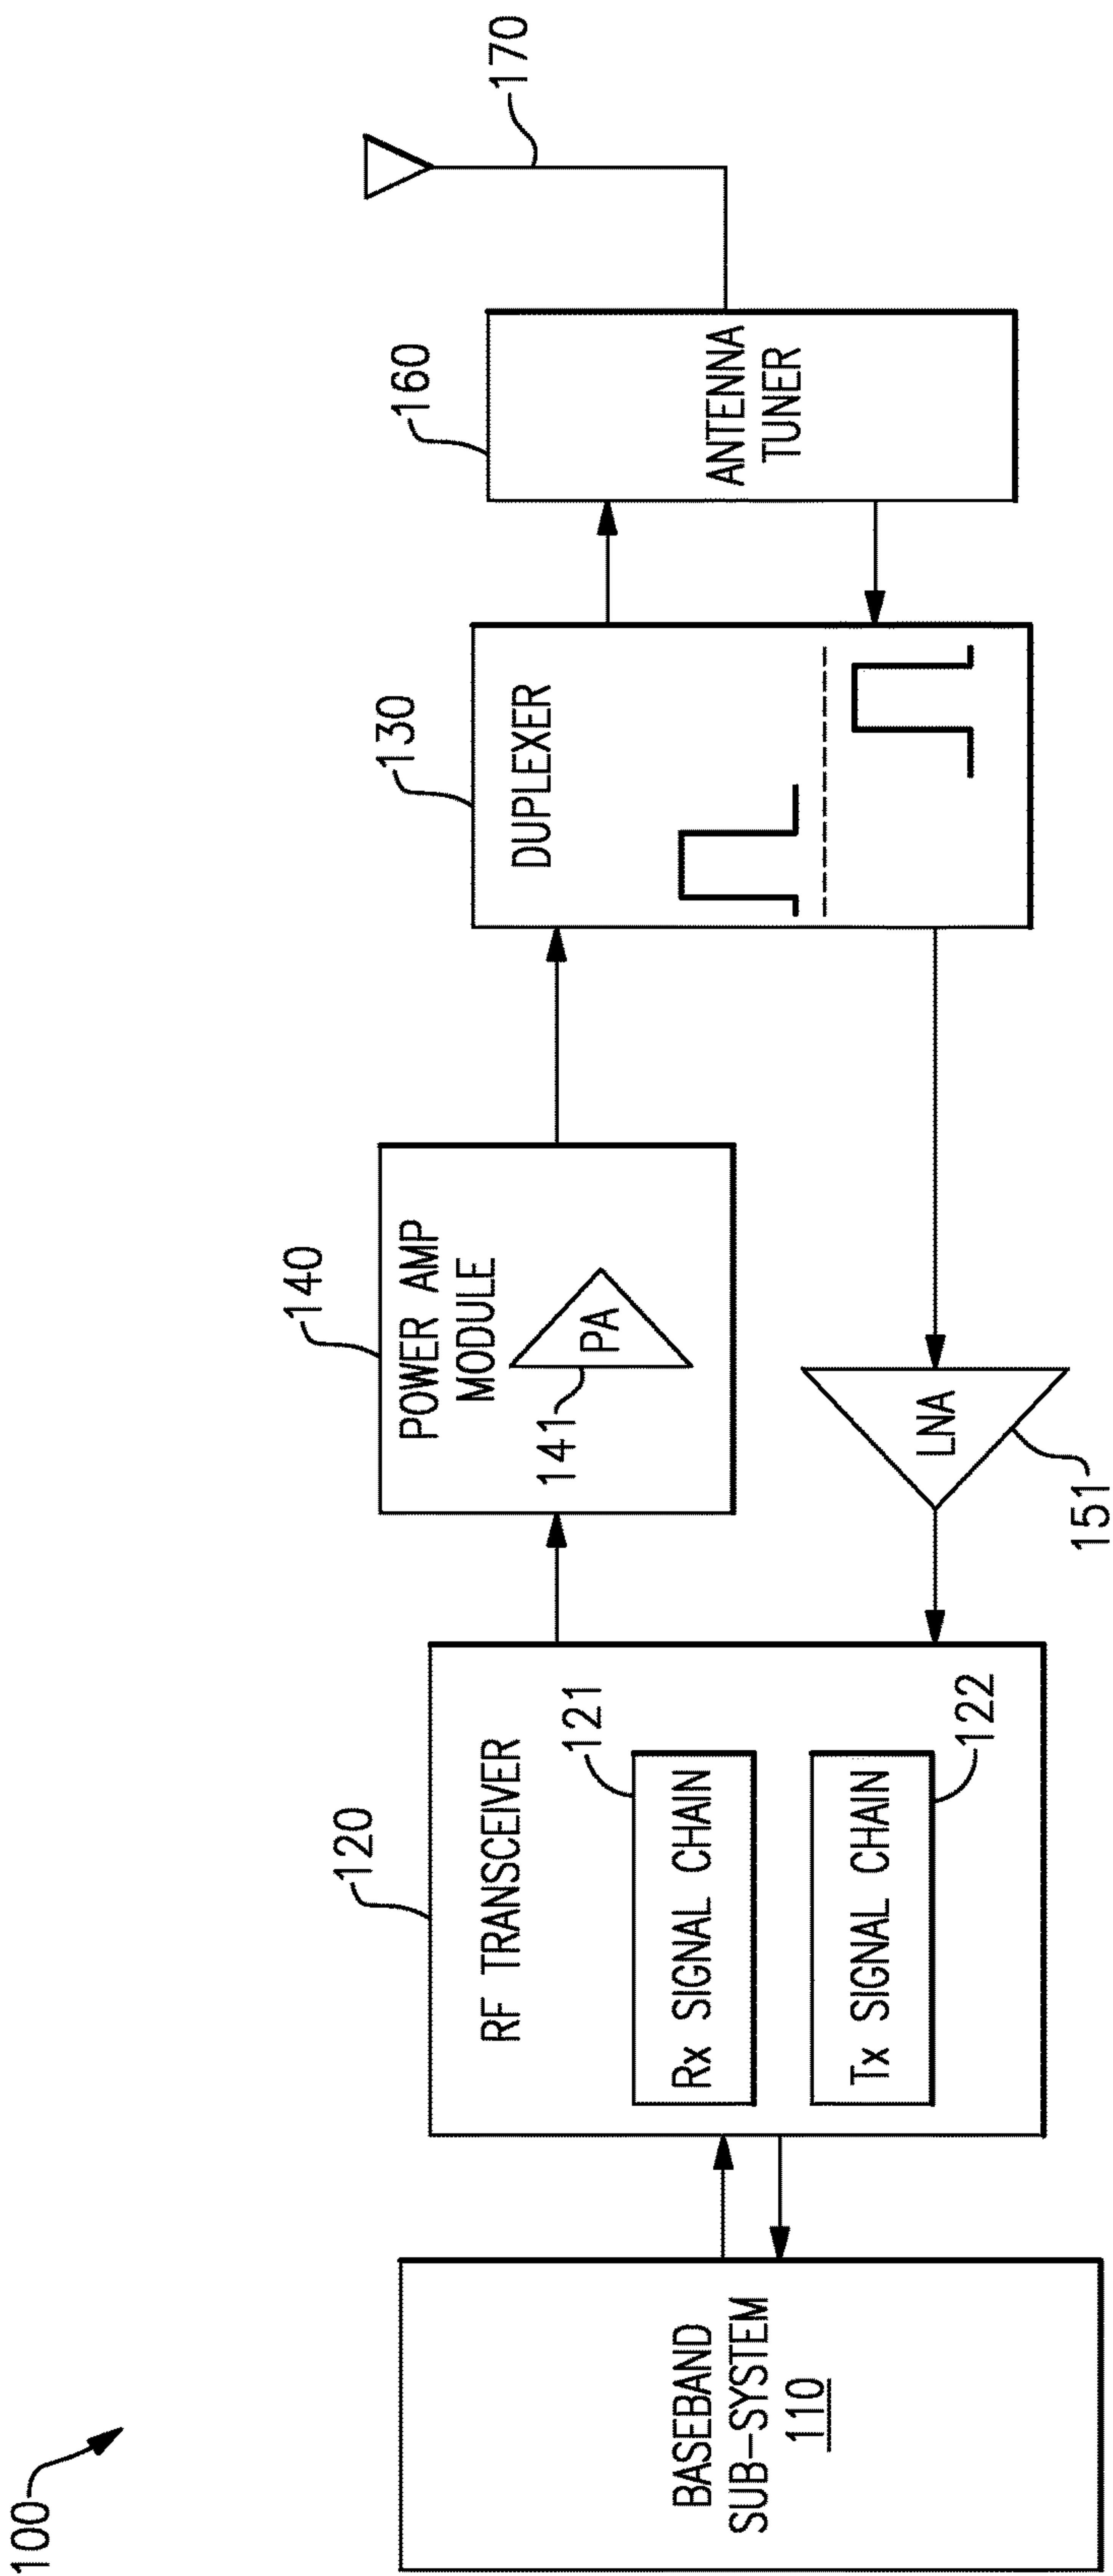 100
BASEBAND
SUB-SYSTEM
110
120
RF TRANSCEIVER
121
Rx SIGNAL CHAIN
Tx SIGNAL CHAIN
122
140
POWER AMP
MODULE
141
PA
LNA
151
130
DUPLEXER
160
ANTENNA
TUNER
170